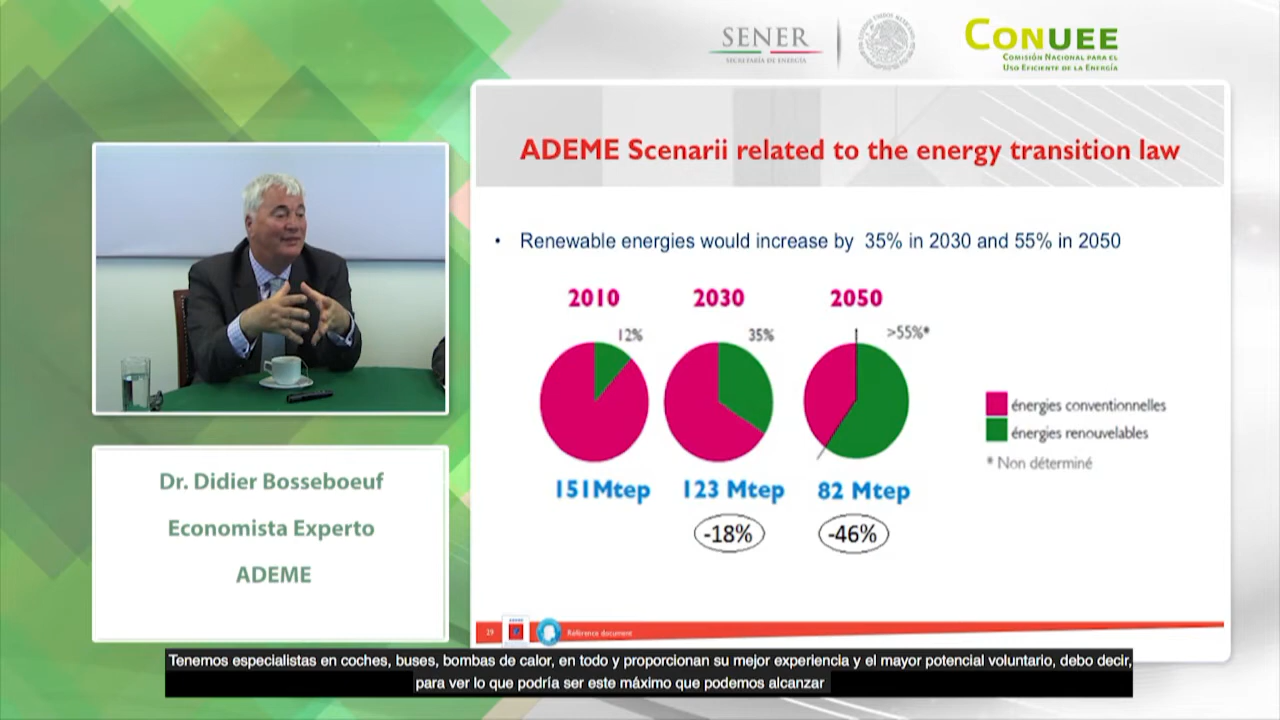 SENER
SECRETARÍA DE ENERGÍA
CONUEE
COMISIÓN NACIONAL PARA EL
USO EFICIENTE DE LA ENERGÍA
ADEME Scenarii related to the energy transition law
• Renewable energies would increase by 35% in 2030 and 55% in 2050
2010 2030 2050
12% 35% >55%*
énergies conventionnelles
énergies renouvelables
* Non déterminé
151Mtep 123 Mtep 82 Mtep
-18% -46%
Dr. Didier Bosseboeuf
Economista Experto
ADEME
29 Référence document
Tenemos especialistas en coches, buses, bombas de calor, en todo y proporcionan su mejor experiencia y el mayor potencial voluntario, debo decir,
para ver lo que podría ser este máximo que podemos alcanzar